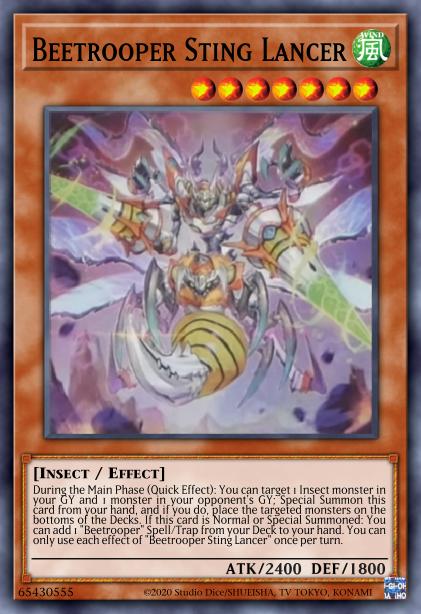 BEETROOPER STING LANCER
WIND
風
[INSECT / EFFECT]
During the Main Phase (Quick Effect): You can target 1 Insect monster in
your GY and 1 monster in your opponent's GY; Special Summon this
card from your hand, and if you do, place the targeted monsters on the
bottoms of the Decks. If this card is Normal or Special Summoned: You
can add 1 "Beetrooper" Spell/Trap from your Deck to your hand. You can
only use each effect of "Beetrooper Sting Lancer" once per turn.
ATK/2400 DEF/1800
65430555
©2020 Studio Dice/SHUEISHA, TV TOKYO, KONAMI